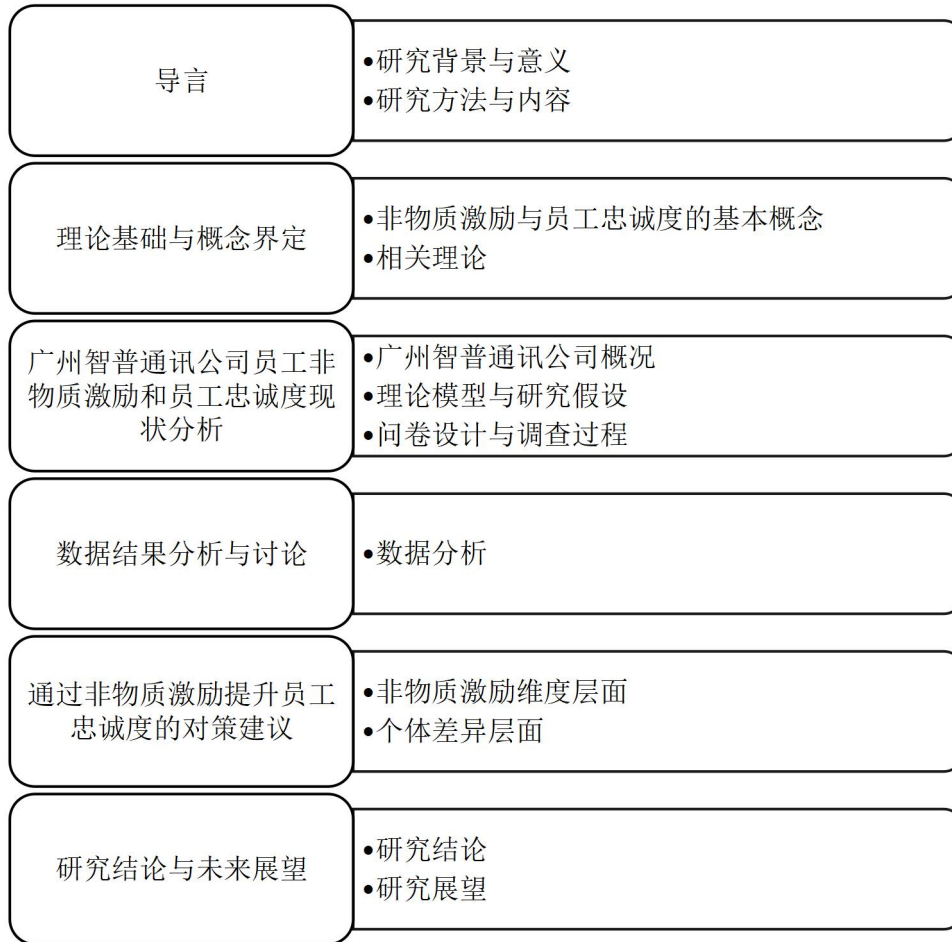 导言
•研究背景与意义
•研究方法与内容
理论基础与概念界定
•非物质激励与员工忠诚度的基本概念
•相关理论
广州智普通讯公司员工非
物质激励和员工忠诚度现
状分析
•广州智普通讯公司概况
•理论模型与研究假设
•问卷设计与调查过程
数据结果分析与讨论
•数据分析
通过非物质激励提升员工
忠诚度的对策建议
•非物质激励维度层面
•个体差异层面
研究结论与未来展望
•研究结论
•研究展望